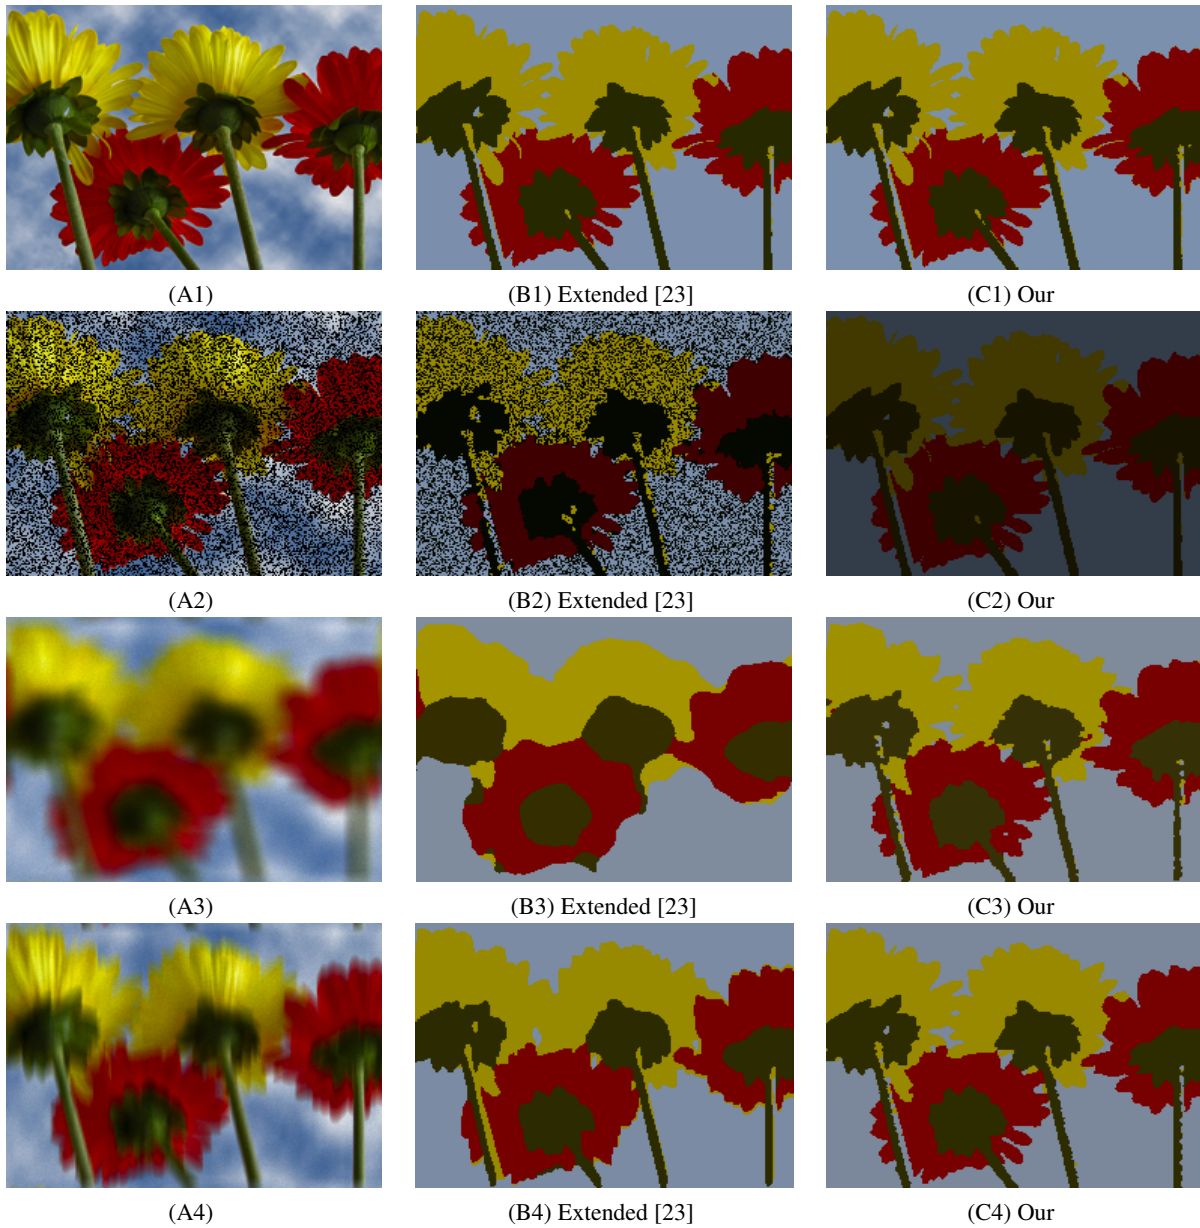 (A1) (B1) Extended [23] (C1) Our
(A2) (B2) Extended [23] (C2) Our
(A3) (B3) Extended [23] (C3) Our
(A4) (B4) Extended [23] (C4) Our